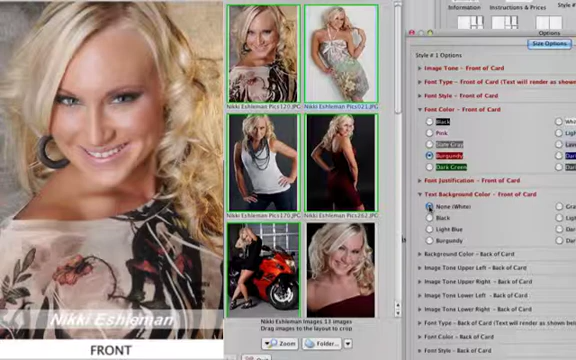 Nikki Eshleman
FRONT
Nikki Eshleman Pics120.JPG
Nikki Eshleman Pics021.JPG
Nikki Eshleman Pics170.JPG
Nikki Eshleman Pics262.JPG
Nikki Eshleman Images 13 images
Drag images to the layout to crop
Zoom
Folder...
Information
Instructions & Prices
Style #
Options
Size Options
Style # 1 Options
Image Tone - Front of Card
Font Type - Front of Card (Text will render as shown
Font Style - Front of Card
Font Color - Front of Card
Black
Pink
Slate Gray
Burgundy
Dark Green
Font Justification - Front of Card
Text Background Color - Front of Card
None (White)
Black
Light Blue
Burgundy
Background Color - Back of Card
Image Tone Upper Left - Back of Card
Image Tone Upper Right - Back of Card
Image Tone Lower Left - Back of Card
Image Tone Lower Right - Back of Card
Font Type - Back of Card (Text will render as shown below
Font Color - Back of Card
Font Style - Back of Card